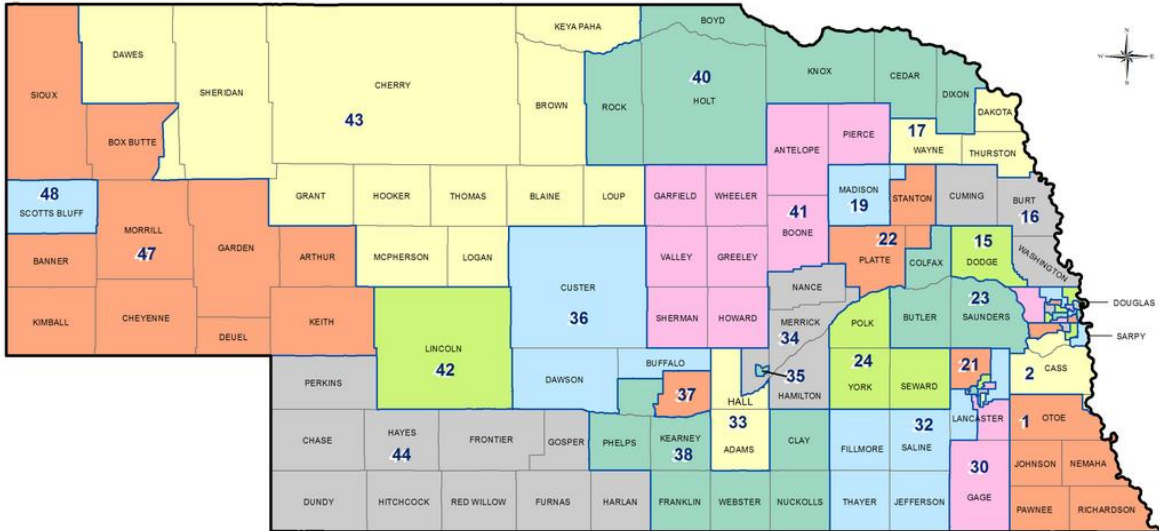 BOYD
KEYA PAHA
N
W E
S
DAWES
SIOUX
SHERIDAN
CHERRY
43
BROWN
ROCK
40
HOLT
KNOX
CEDAR
DIXON
DAKOTA
BOX BUTTE
ANTELOPE
PIERCE
17
WAYNE
THURSTON
48
SCOTTS BLUFF
GRANT
HOOKER
THOMAS
BLAINE
LOUP
GARFIELD
WHEELER
41
BOONE
MADISON
19
STANTON
CUMING
BURT
16
MORRILL
47
GARDEN
BANNER
ARTHUR
MCPHERSON
LOGAN
CUSTER
36
VALLEY
GREELEY
22
PLATTE
COLFAX
15
DODGE
WASHINGTON
KIMBALL
CHEYENNE
DEUEL
KEITH
LINCOLN
42
SHERMAN
HOWARD
NANCE
MERRICK
34
POLK
BUTLER
23
SAUNDERS
DOUGLAS
SARPY
PERKINS
DAWSON
BUFFALO
37
HALL
35
HAMILTON
24
YORK
SEWARD
21
2
CASS
CHASE
HAYES
44
FRONTIER
GOSPER
PHELPS
KEARNEY
38
33
ADAMS
CLAY
FILLMORE
32
SALINE
LANCASTER
1
OTOE
DUNDY
HITCHCOCK
RED WILLOW
FURNAS
HARLAN
FRANKLIN
WEBSTER
NUCKOLLS
THAYER
JEFFERSON
30
GAGE
JOHNSON
NEMAHA
PAWNEE
RICHARDSON